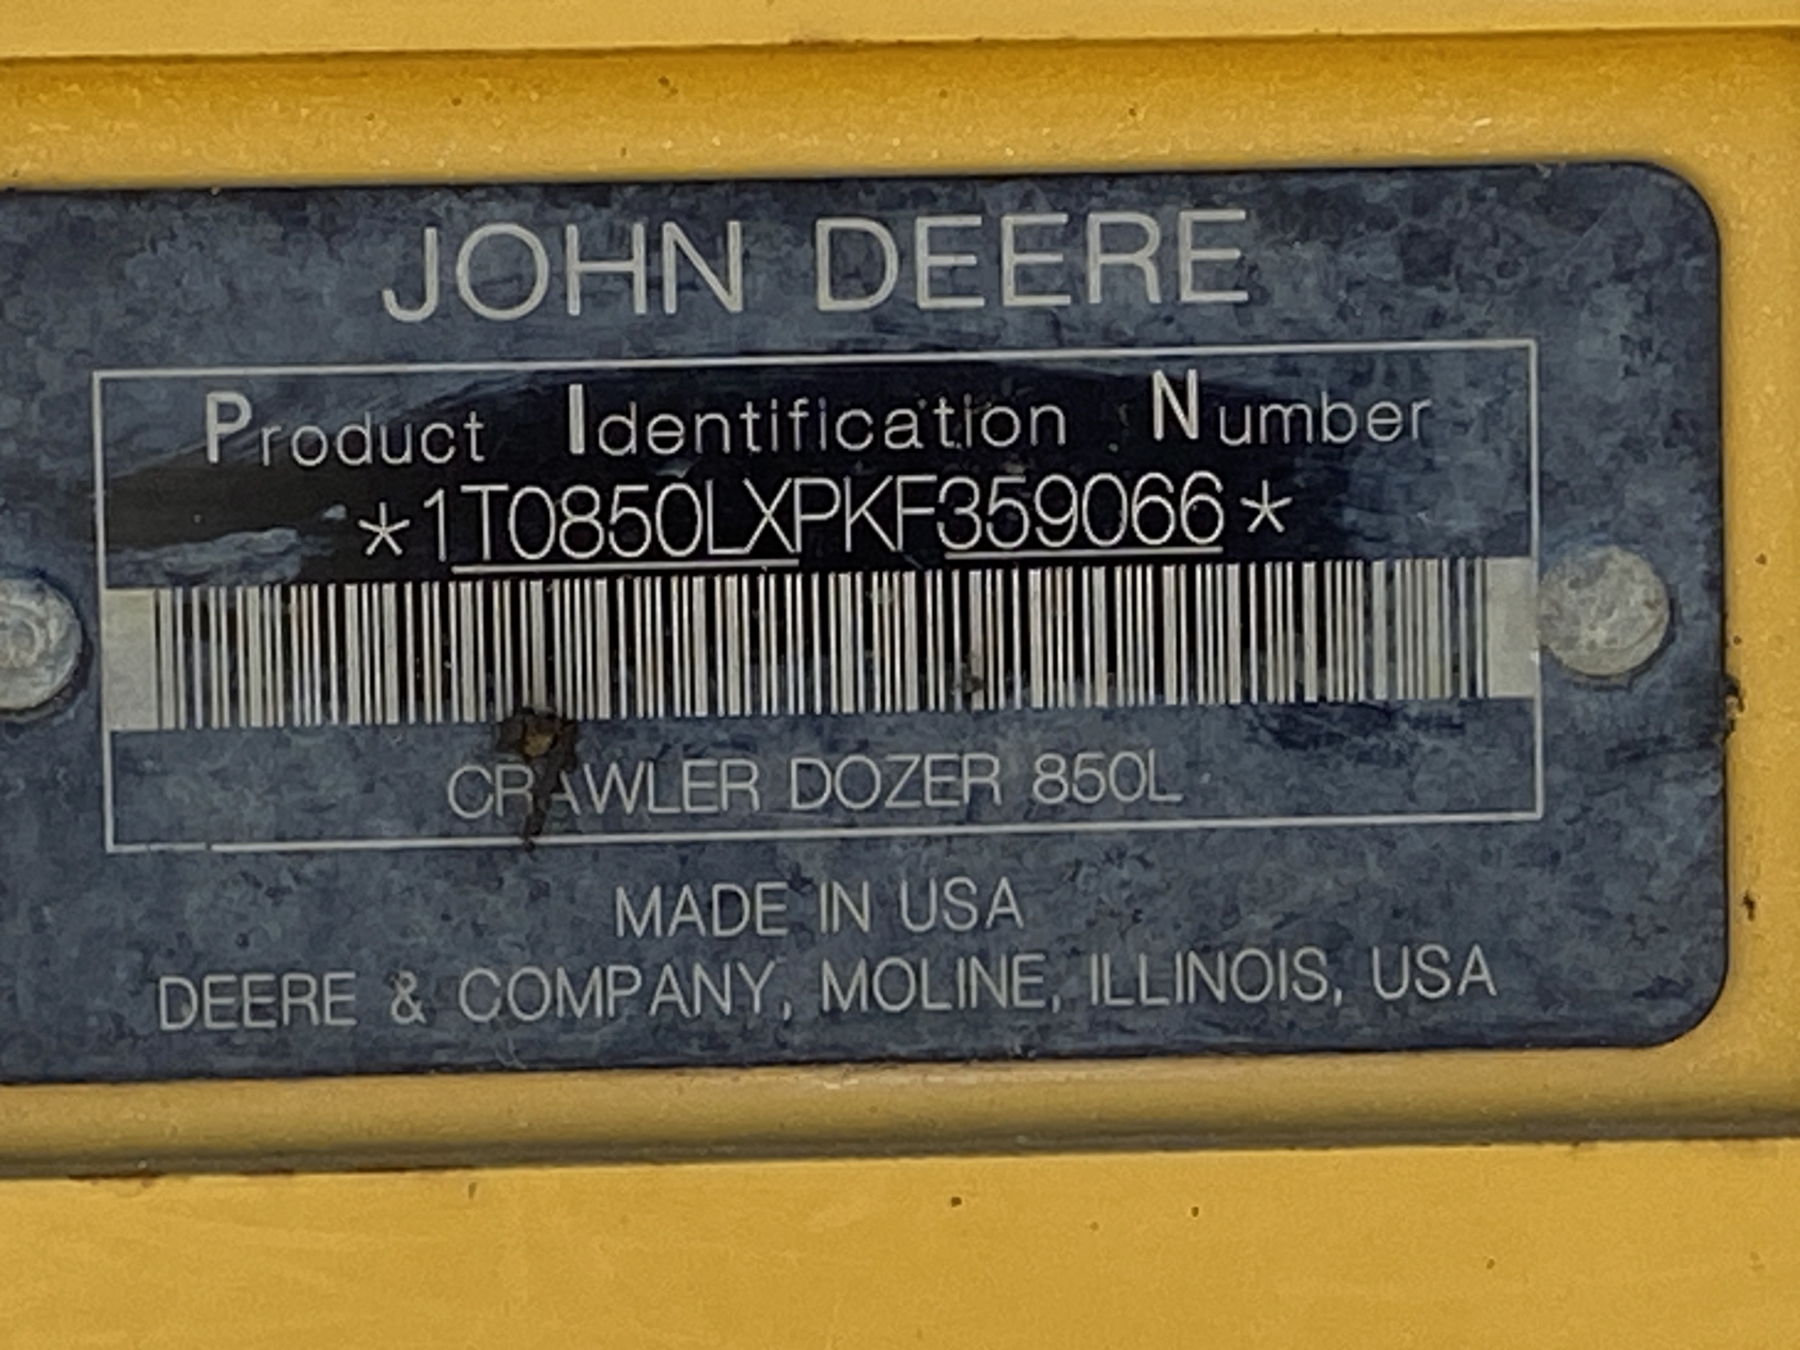 JOHN DEERE
Product Identification Number
*1T0850LXPKF359066*
CRAWLER DOZER 850L
MADE IN USA
DEERE & COMPANY, MOLINE, ILLINOIS, USA